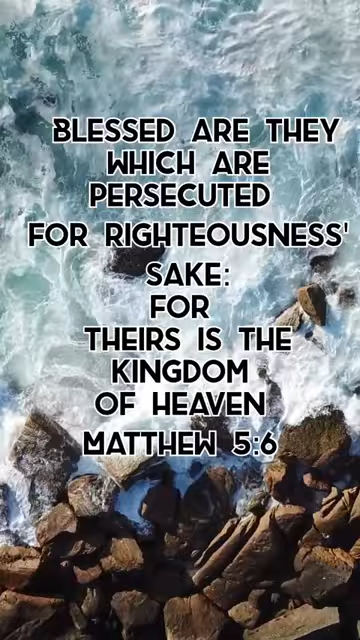 BLESSED ARE THEY
WHICH ARE
PERSECUTED
FOR RIGHTEOUSNESS'
SAKE:
FOR
THEIRS IS THE
KINGDOM
OF HEAVEN
MATTHEW 5:6